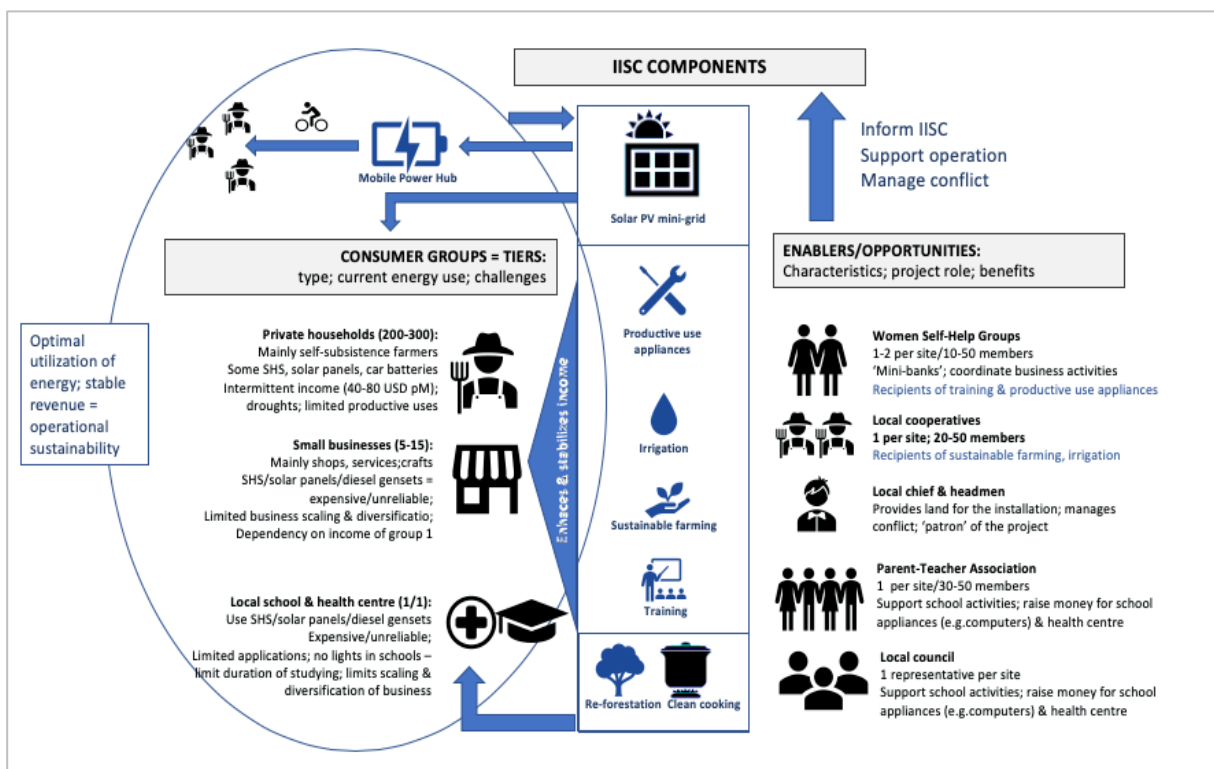 IISC COMPONENTS
Inform IISC
Support operation
Manage conflict
Mobile Power Hub
Solar PV mini-grid
CONSUMER GROUPS = TIERS:
type; current energy use; challenges
ENABLERS/OPPORTUNITIES:
Characteristics; project role; benefits
Optimal
utilization of
energy; stable
revenue =
operational
sustainability
Private households (200-300):
Mainly self-subsistence farmers
Some SHS, solar panels, car batteries
Intermittent income (40-80 USD pM);
droughts; limited productive uses
Small businesses (5-15):
Mainly shops, services;crafts
SHS/solar panels/diesel gensets =
expensive/unreliable;
Limited business scaling & diversificatio;
Dependency on income of group 1
Local school & health centre (1/1):
Use SHS/solar panels/diesel gensets
Expensive/unreliable;
Limited applications; no lights in schools –
limit duration of studying; limits scaling &
diversification of business
Enhances & stabilizes income
Productive use
appliances
Irrigation
Sustainable farming
Training
Re-forestation
Clean cooking
Women Self-Help Groups
1-2 per site/10-50 members
‘Mini-banks’; coordinate business activities
Recipients of training & productive use appliances
Local cooperatives
1 per site; 20-50 members
Recipients of sustainable farming, irrigation
Local chief & headmen
Provides land for the installation; manages
conflict; ‘patron’ of the project
Parent-Teacher Association
1 per site/30-50 members
Support school activities; raise money for school
appliances (e.g.computers) & health centre
Local council
1 representative per site
Support school activities; raise money for school
appliances (e.g.computers) & health centre